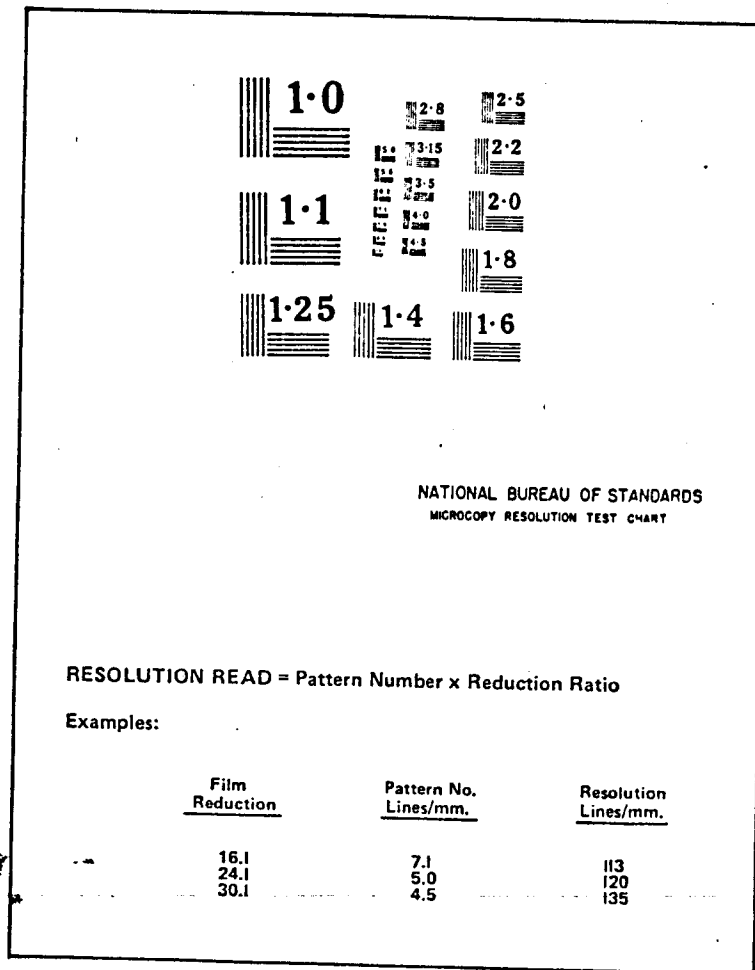 1·0
2·8
2·5
5·0
3·15
2·2
3·5
1·1
4·0
2·0
4·5
1·8
1·25
1·4
1·6
NATIONAL BUREAU OF STANDARDS
MICROCOPY RESOLUTION TEST CHART
RESOLUTION READ = Pattern Number x Reduction Ratio
Examples:
Film Reduction
Pattern No. Lines/mm.
Resolution Lines/mm.
16.1 7.1 113
24.1 5.0 120
30.1 4.5 135